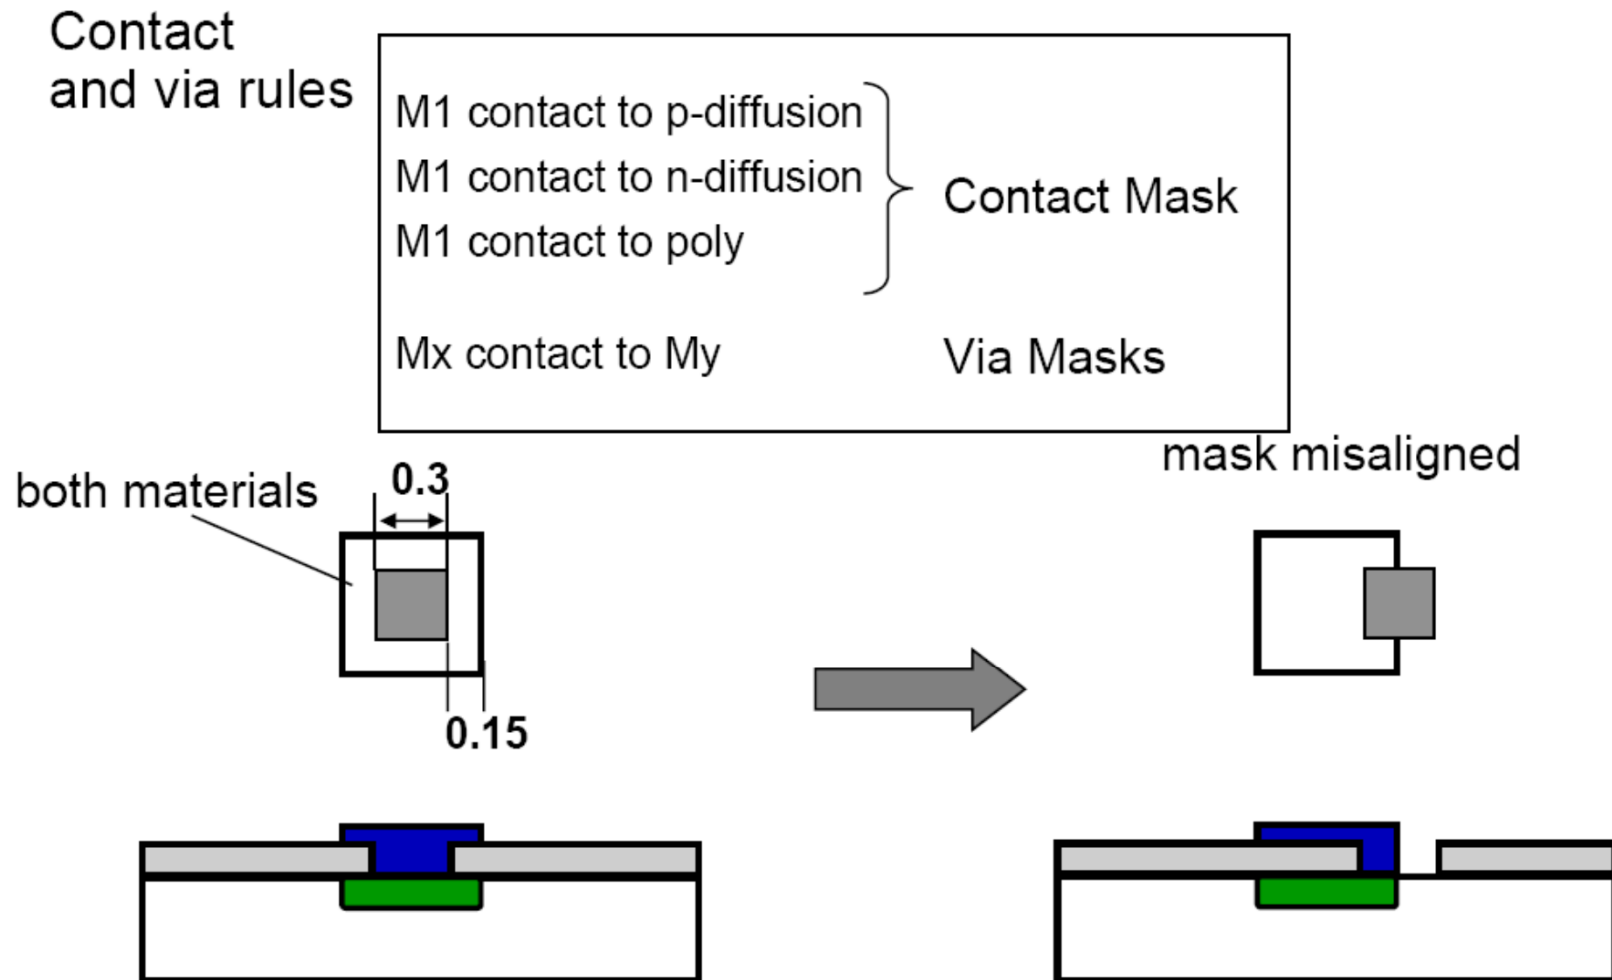 Contact
and via rules
M1 contact to p-diffusion
M1 contact to n-diffusion
M1 contact to poly
Contact Mask
Mx contact to My
Via Masks
mask misaligned
both materials
0.3
0.15